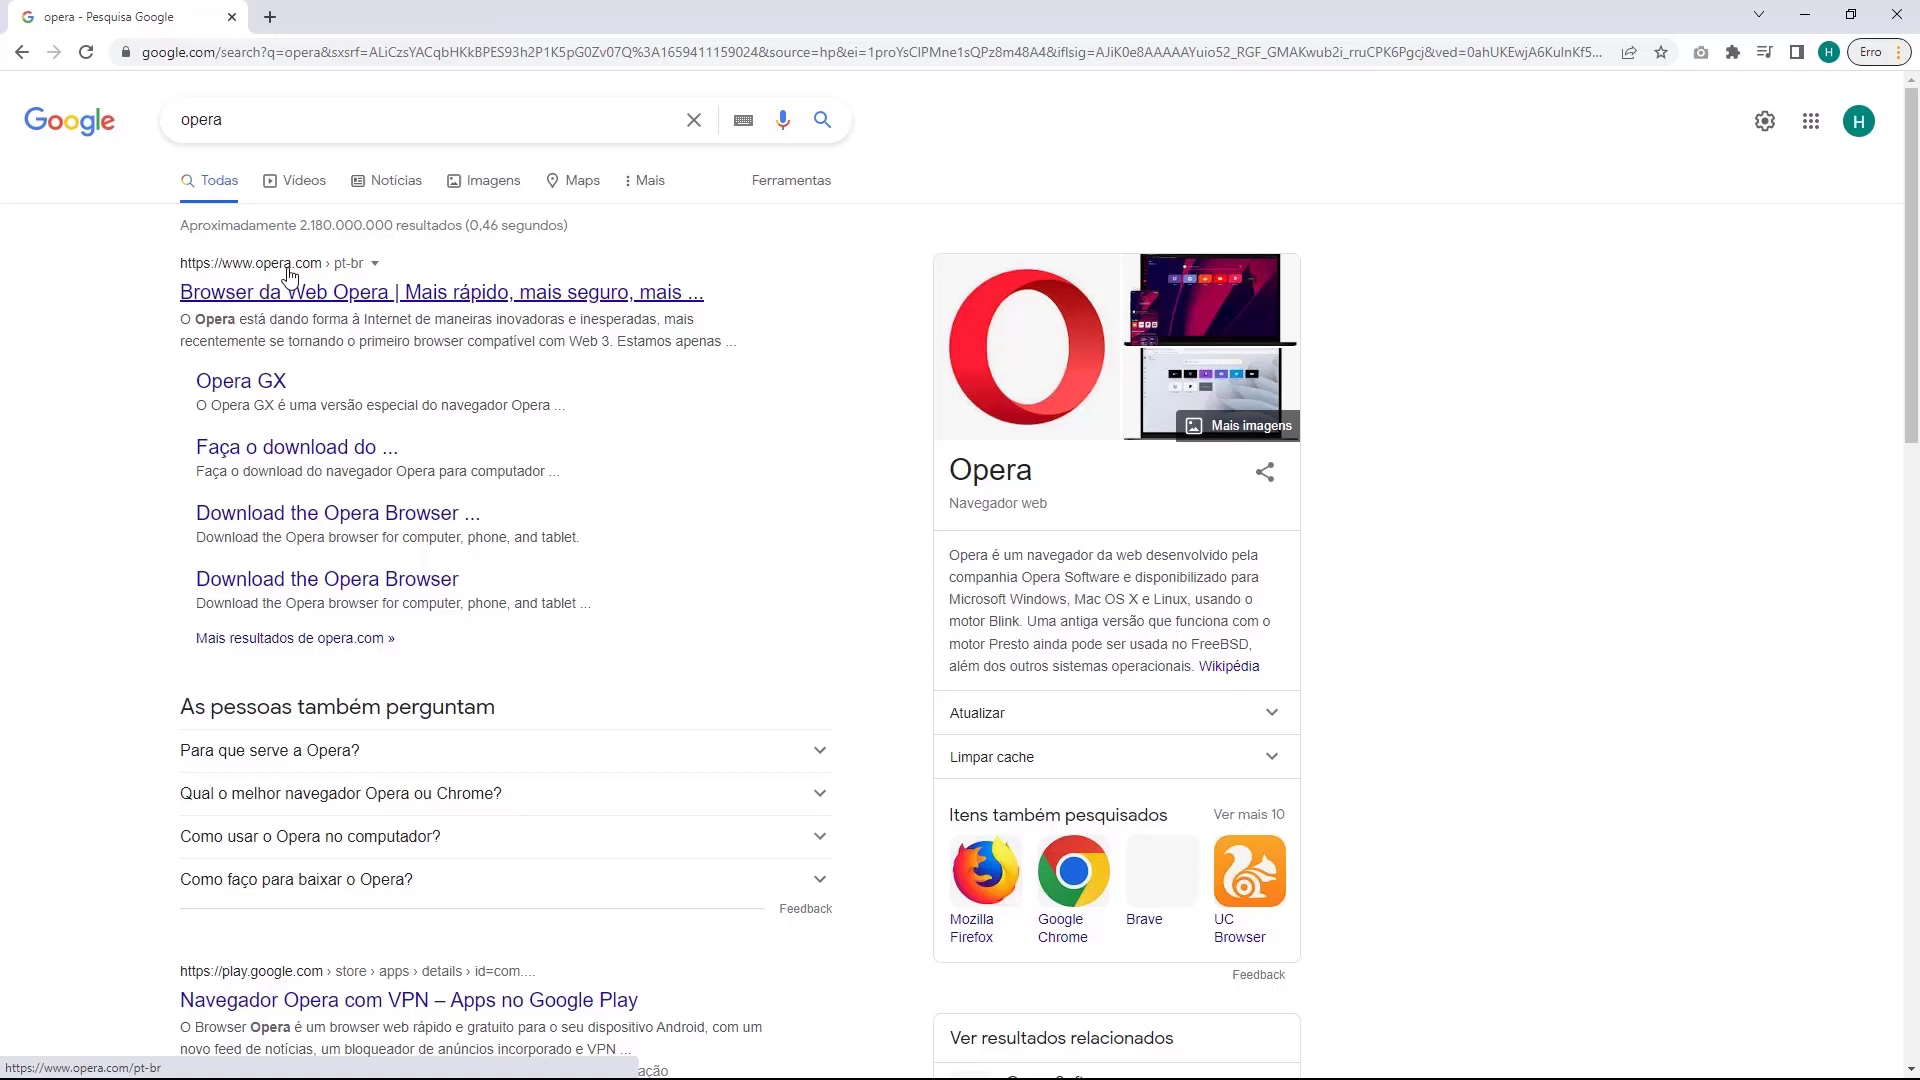 opera - Pesquisa Google
google.com/search?q=opera&sxsrf=ALiCzsYACqbHKkBPES93h2P1K5pG0Zv07Q%3A1659411159024&source=hp&ei=1proYsClPMne1sQPz8m48A4&iflsig=AJiK0e8AAAAAYuio52_RGF_GMAKwub2i_rruCPK6Pgcj&ved=0ahUKEwjA6KulnKf5...
H
Erro
Google
opera
H
Todas
Vídeos
Notícias
Imagens
Maps
Mais
Ferramentas
Aproximadamente 2.180.000.000 resultados (0,46 segundos)
https://www.opera.com › pt-br
Browser da Web Opera | Mais rápido, mais seguro, mais ...
O Opera está dando forma à Internet de maneiras inovadoras e inesperadas, mais
recentemente se tornando o primeiro browser compatível com Web 3. Estamos apenas ...
Opera GX
O Opera GX é uma versão especial do navegador Opera ...
Faça o download do ...
Faça o download do navegador Opera para computador ...
Download the Opera Browser ...
Download the Opera browser for computer, phone, and tablet.
Download the Opera Browser
Download the Opera browser for computer, phone, and tablet ...
Mais resultados de opera.com »
As pessoas também perguntam
Para que serve a Opera?
Qual o melhor navegador Opera ou Chrome?
Como usar o Opera no computador?
Como faço para baixar o Opera?
Feedback
https://play.google.com › store › apps › details › id=com....
Navegador Opera com VPN – Apps no Google Play
O Browser Opera é um browser web rápido e gratuito para o seu dispositivo Android, com um
novo feed de notícias, um bloqueador de anúncios incorporado e VPN ...
ação
https://www.opera.com/pt-br
Mais imagens
Opera
Navegador web
Opera é um navegador da web desenvolvido pela
companhia Opera Software e disponibilizado para
Microsoft Windows, Mac OS X e Linux, usando o
motor Blink. Uma antiga versão que funciona com o
motor Presto ainda pode ser usada no FreeBSD,
além dos outros sistemas operacionais. Wikipédia
Atualizar
Limpar cache
Itens também pesquisados
Ver mais 10
Mozilla
Firefox
Google
Chrome
Brave
UC
Browser
Feedback
Ver resultados relacionados